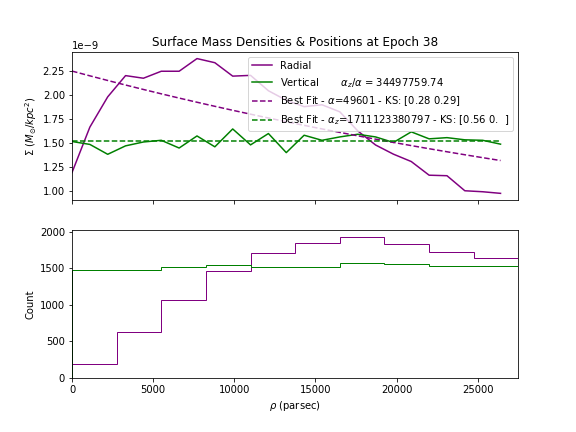 Surface Mass Densities & Positions at Epoch 38
1e−9
2.25
2.00
1.75
1.50
1.25
1.00
Σ (M⊙/kpc²)
Radial
Vertical αz/α = 34497759.74
Best Fit - α=49601 - KS: [0.28 0.29]
Best Fit - αz=1711123380797 - KS: [0.56 0. ]
2000
1500
1000
500
0
Count
0 5000 10000 15000 20000 25000
ρ (parsec)